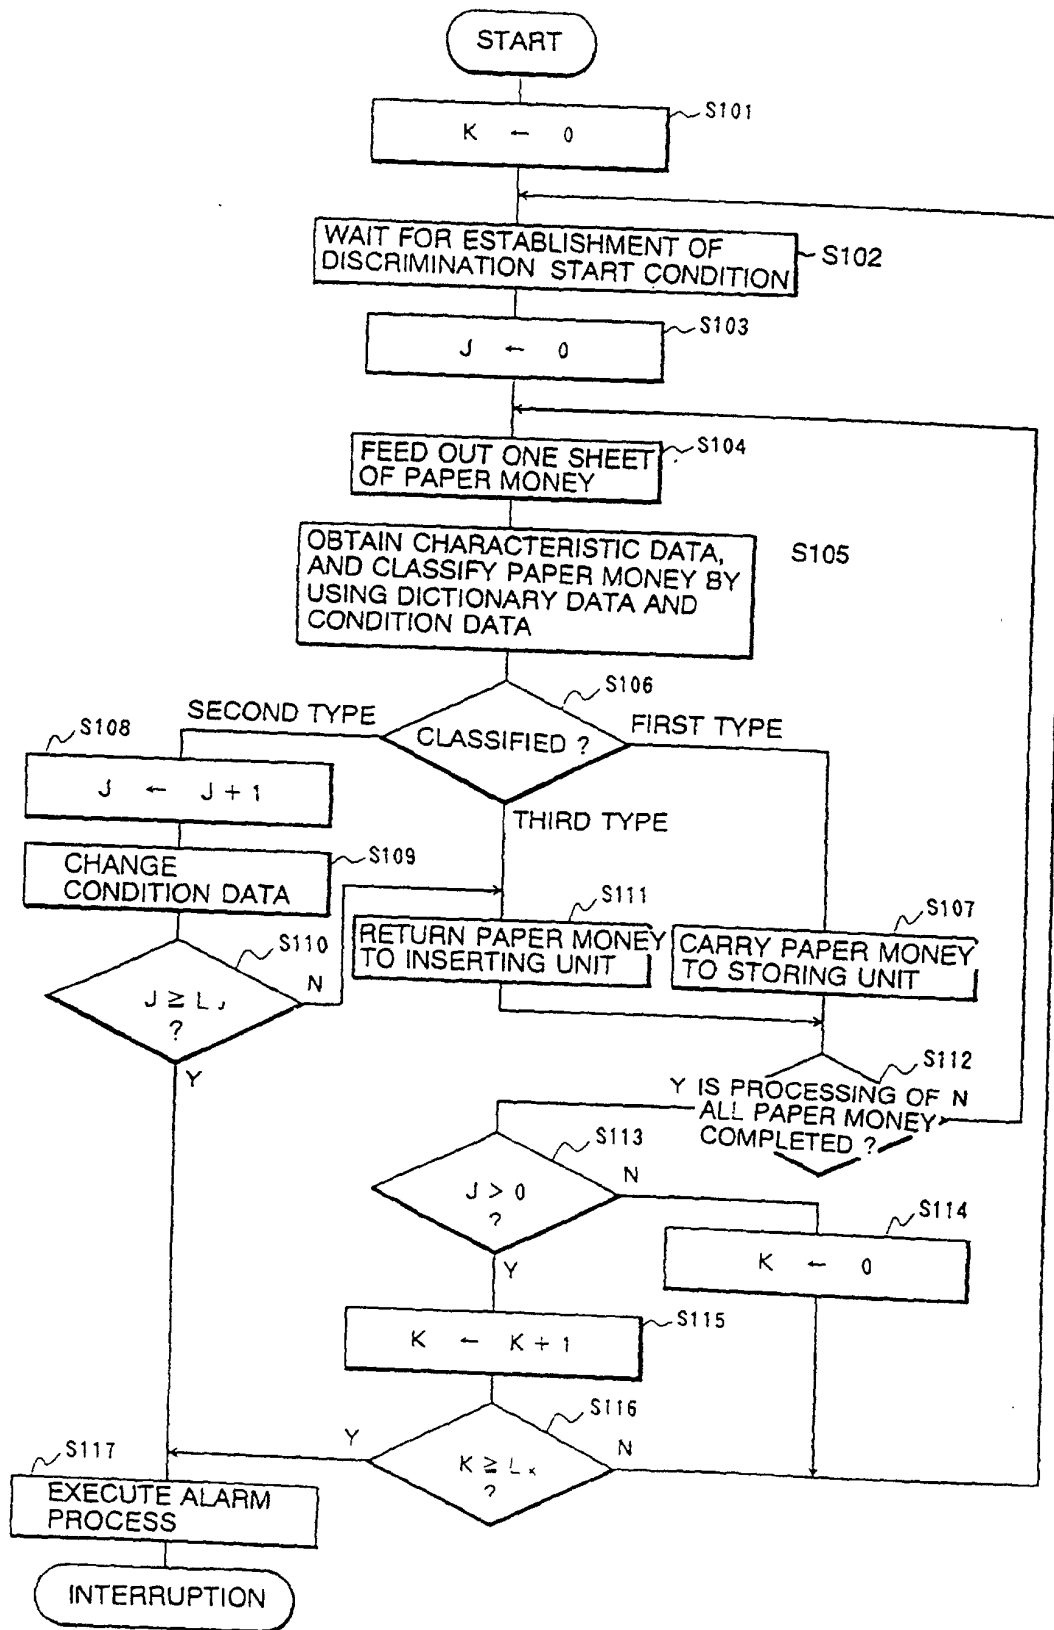 START
S101
K ← 0
WAIT FOR ESTABLISHMENT OF
DISCRIMINATION START CONDITION
S102
S103
J ← 0
S104
FEED OUT ONE SHEET
OF PAPER MONEY
OBTAIN CHARACTERISTIC DATA,
AND CLASSIFY PAPER MONEY BY
USING DICTIONARY DATA AND
CONDITION DATA
S105
S106
SECOND TYPE
CLASSIFIED ?
FIRST TYPE
THIRD TYPE
S108
J ← J + 1
S109
CHANGE
CONDITION DATA
S110
J ≥ LJ
?
N
Y
S111
RETURN PAPER MONEY
TO INSERTING UNIT
S107
CARRY PAPER MONEY
TO STORING UNIT
S112
Y IS PROCESSING OF N
ALL PAPER MONEY
COMPLETED ?
S113
J > 0
?
N
Y
S114
K ← 0
S115
K ← K + 1
S116
Y
K ≧ LK
?
N
S117
EXECUTE ALARM
PROCESS
INTERRUPTION